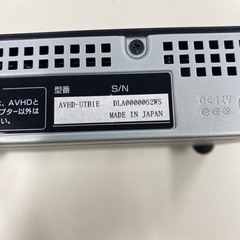 型番 S/N
AVHD-UTB1E DLA0000062WS
MADE IN JAPAN
、AVHDと
プター以外は
い。
DC12V